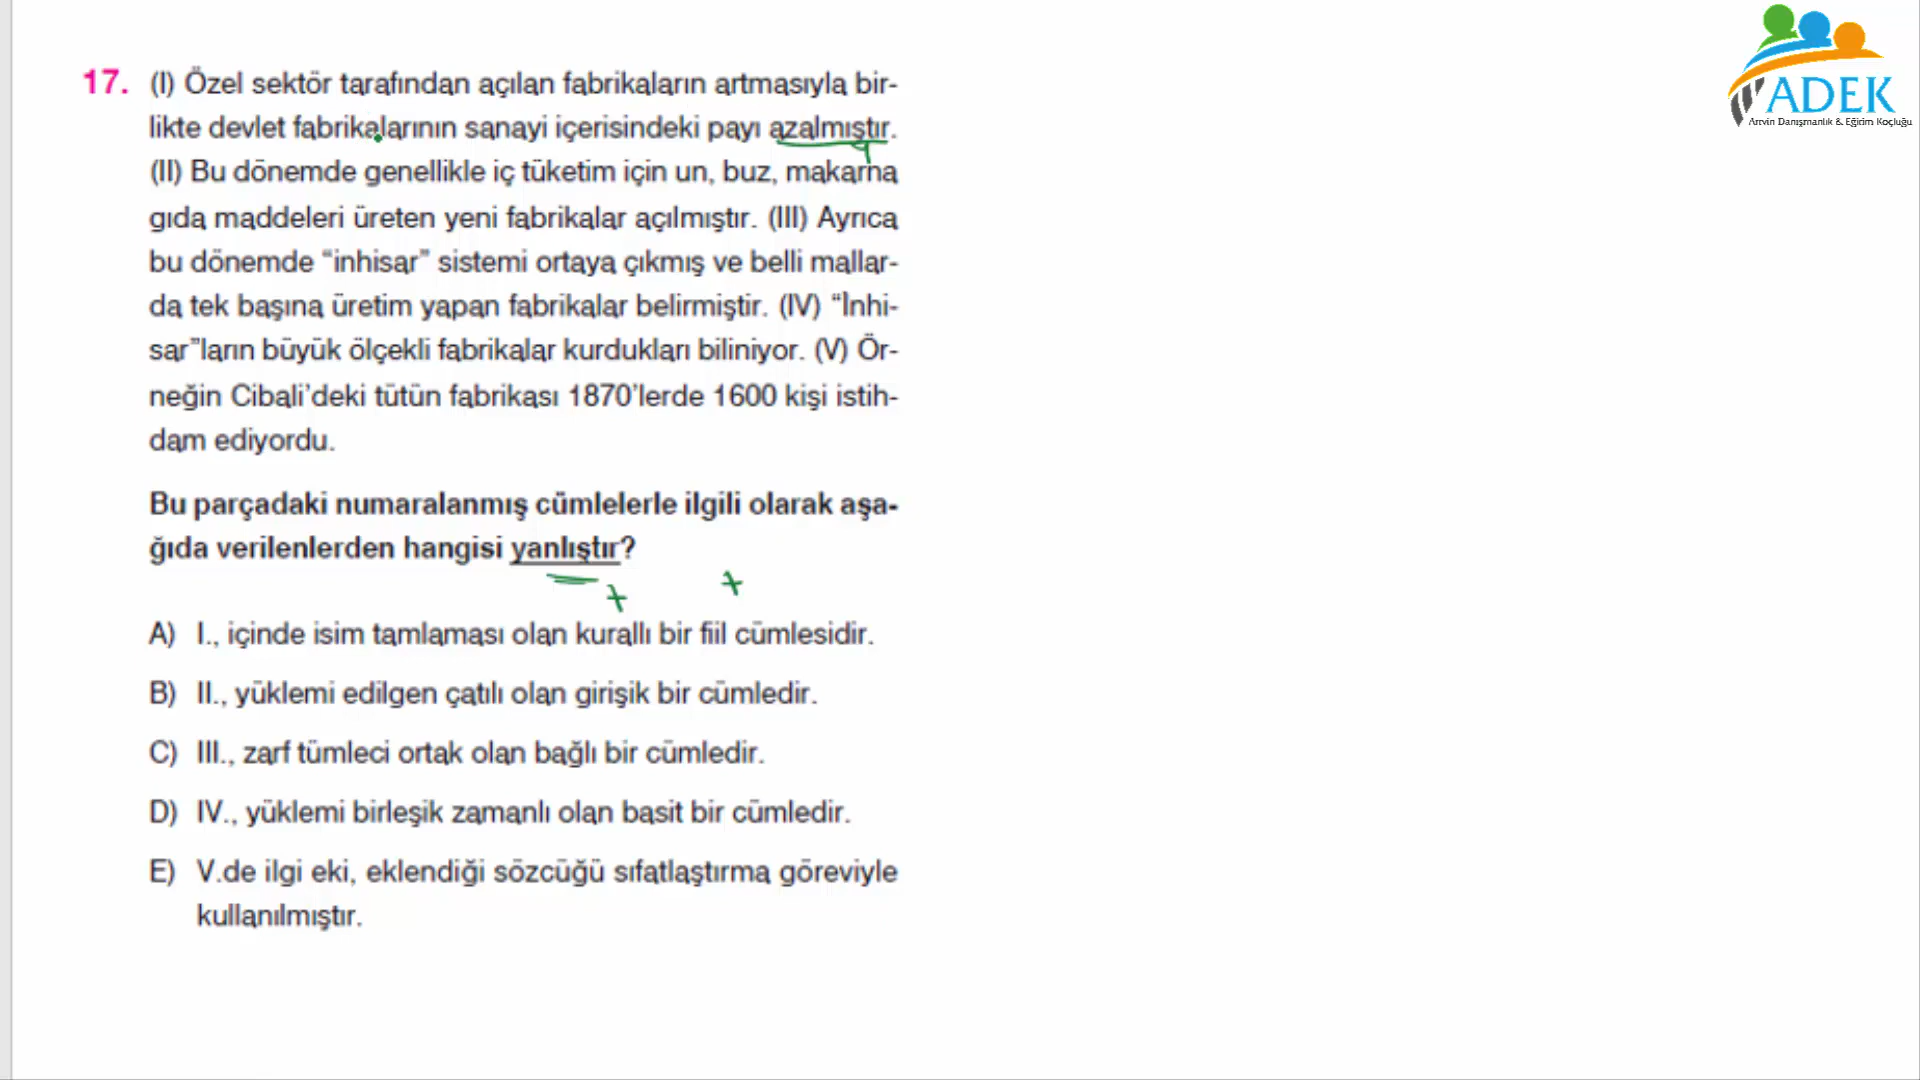 ADEK
Artvin Danışmanlık & Eğitim Koçluğu
17. (I) Özel sektör tarafından açılan fabrikaların artmasıyla bir-
likte devlet fabrikalarının sanayi içerisindeki payı azalmıştır.
(II) Bu dönemde genellikle iç tüketim için un, buz, makarna
gıda maddeleri üreten yeni fabrikalar açılmıştır. (III) Ayrıca
bu dönemde “inhisar” sistemi ortaya çıkmış ve belli mallar-
da tek başına üretim yapan fabrikalar belirmiştir. (IV) “İnhi-
sar”ların büyük ölçekli fabrikalar kurdukları biliniyor. (V) Ör-
neğin Cibali’deki tütün fabrikası 1870’lerde 1600 kişi istih-
dam ediyordu.
Bu parçadaki numaralanmış cümlelerle ilgili olarak aşa-
ğıda verilenlerden hangisi yanlıştır?
A) I., içinde isim tamlaması olan kurallı bir fiil cümlesidir.
B) II., yüklemi edilgen çatılı olan girişik bir cümledir.
C) III., zarf tümleci ortak olan bağlı bir cümledir.
D) IV., yüklemi birleşik zamanlı olan basit bir cümledir.
E) V.de ilgi eki, eklendiği sözcüğü sıfatlaştırma göreviyle
kullanılmıştır.